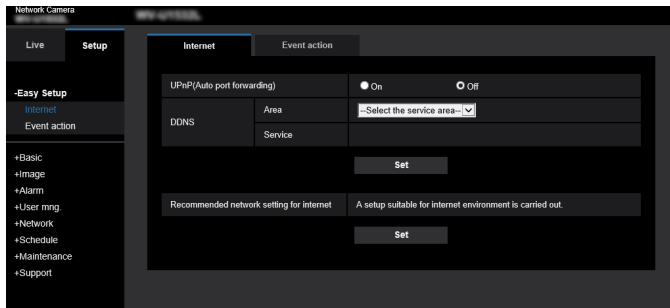 Network Camera
Live
Setup
Internet
Event action
-Easy Setup
Internet
Event action
+Basic
+Image
+Alarm
+User mng.
+Network
+Schedule
+Maintenance
+Support
UPnP(Auto port forwarding)
On
Off
DDNS
Area
--Select the service area--
Service
Set
Recommended network setting for internet
A setup suitable for internet environment is carried out.
Set